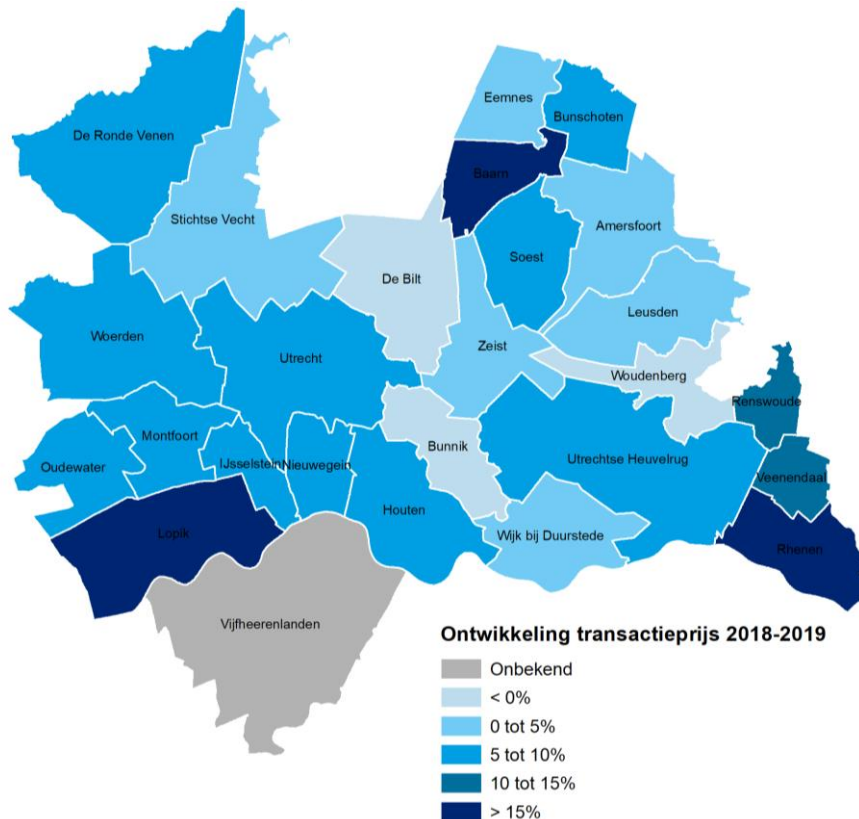 Eemnes
Bunschoten
De Ronde Venen
Baarn
Stichtse Vecht
Amersfoort
Soest
De Bilt
Leusden
Woerden
Zeist
Utrecht
Woudenberg
Renswoude
Montfoort
Bunnik
Utrechtse Heuvelrug
Oudewater
IJsselstein
Nieuwegein
Veenendaal
Houten
Lopik
Wijk bij Duurstede
Rhenen
Vijfheerenlanden
Ontwikkeling transactieprijs 2018-2019
Onbekend
< 0%
0 tot 5%
5 tot 10%
10 tot 15%
> 15%